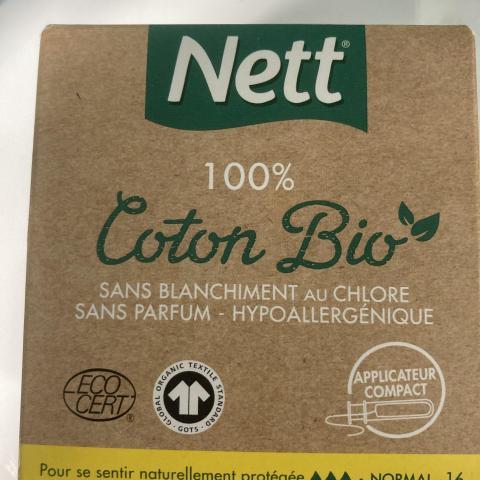 Nett®
100%
Coton Bio
SANS BLANCHIMENT AU CHLORE
SANS PARFUM - HYPOALLERGÉNIQUE
ECO
CERT®
GLOBAL ORGANIC TEXTILE STANDARD · GOTS ·
APPLICATEUR
COMPACT
Pour se sentir naturellement protégée - NORMAL 16